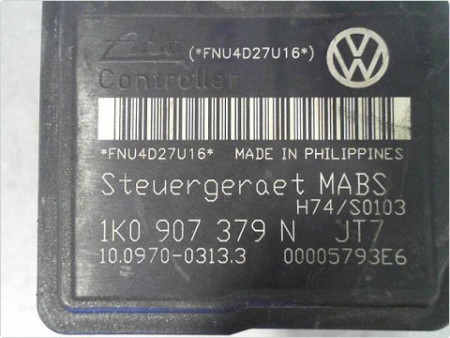 Ate (*FNU4D27U16*)
Controller
*FNU4D27U16* MADE IN PHILIPPINES
Steuergeraet MABS
H74/S0103
1K0 907 379 N JT7
10.0970-0313.3 00005793E6